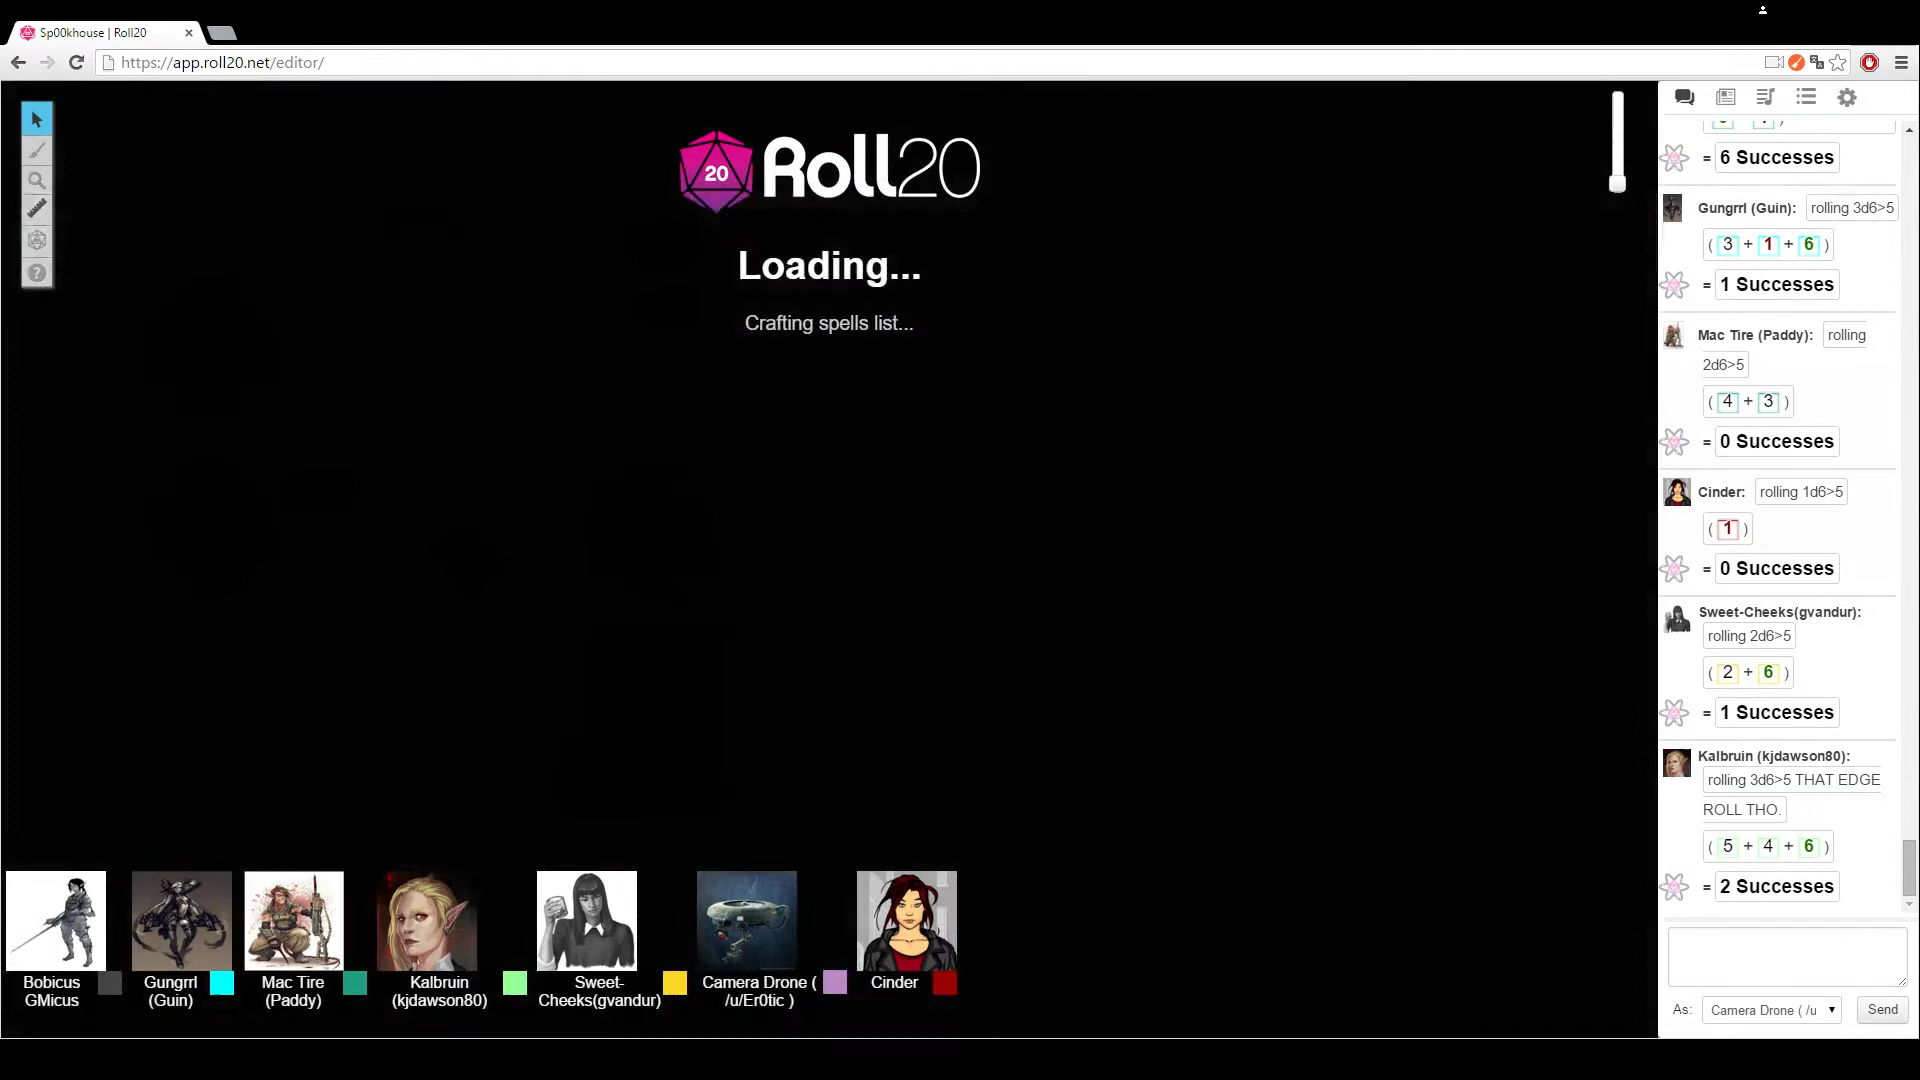 Sp00khouse | Roll20
https://app.roll20.net/editor/
20 Roll20
Loading...
Crafting spells list...
= 6 Successes
Gungrrl (Guin): rolling 3d6>5
( 3 + 1 + 6 )
= 1 Successes
Mac Tire (Paddy): rolling
2d6>5
( 4 + 3 )
= 0 Successes
Cinder: rolling 1d6>5
( 1 )
= 0 Successes
Sweet-Cheeks(gvandur):
rolling 2d6>5
( 2 + 6 )
= 1 Successes
Kalbruin (kjdawson80):
rolling 3d6>5 THAT EDGE
ROLL THO.
( 5 + 4 + 6 )
= 2 Successes
As: Camera Drone ( /u Send
Bobicus
GMicus
Gungrrl
(Guin)
Mac Tire
(Paddy)
Kalbruin
(kjdawson80)
Sweet-
Cheeks(gvandur)
Camera Drone (
/u/Er0tic )
Cinder